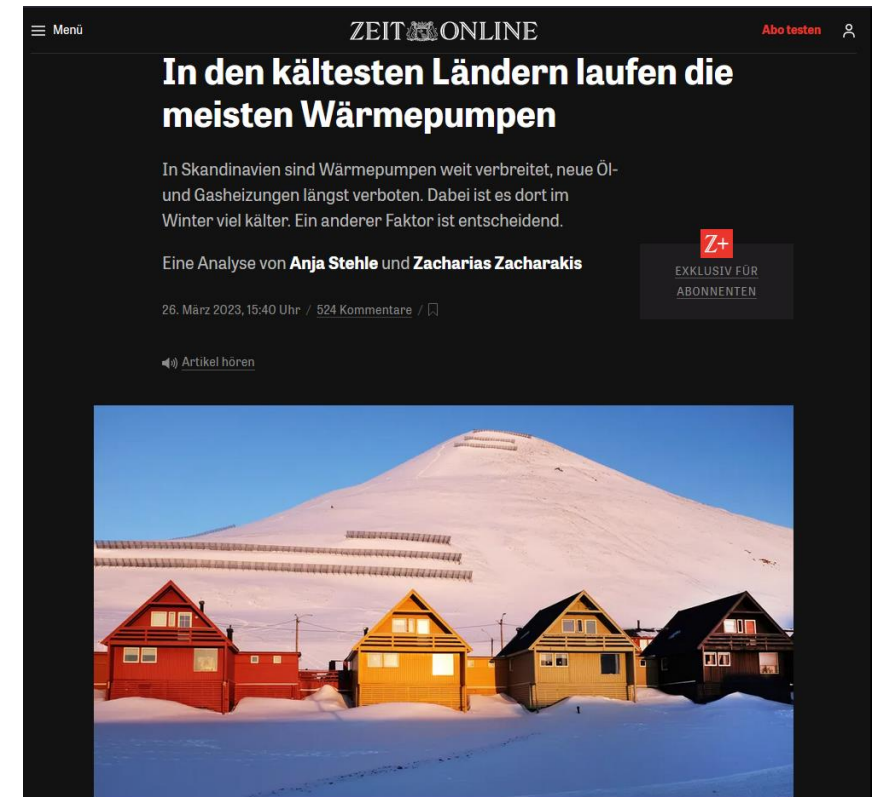 Menü
ZEIT ONLINE
Abo testen
In den kältesten Ländern laufen die
meisten Wärmepumpen
In Skandinavien sind Wärmepumpen weit verbreitet, neue Öl-
und Gasheizungen längst verboten. Dabei ist es dort im
Winter viel kälter. Ein anderer Faktor ist entscheidend.
Eine Analyse von Anja Stehle und Zacharias Zacharakis
Z+
EXKLUSIV FÜR
ABONNENTEN
26. März 2023, 15:40 Uhr / 524 Kommentare /
Artikel hören